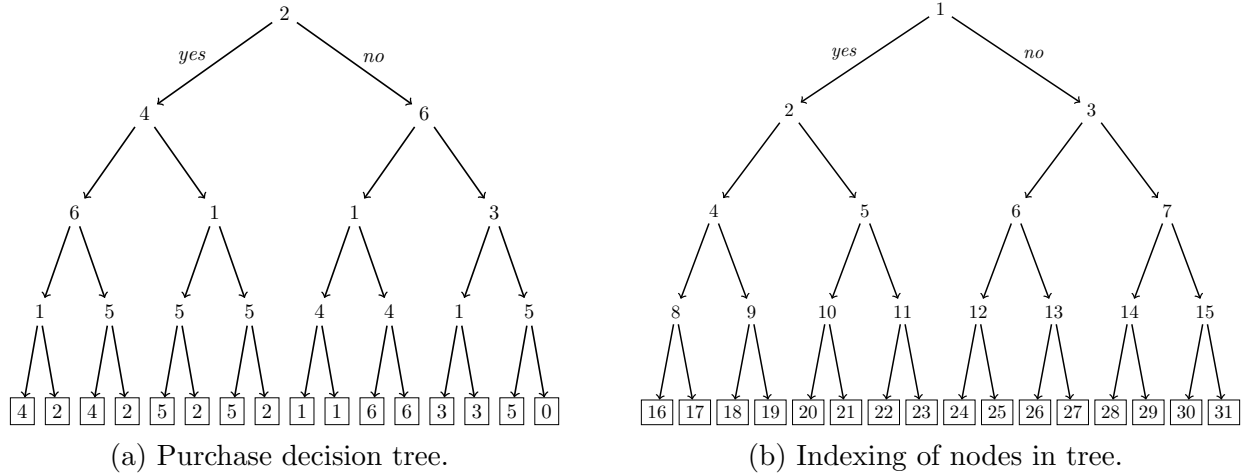 2
yes no
4 6
6 1 1 3
1 5 5 5 4 4 1 5
4 2 4 2 5 2 5 2 1 1 6 6 3 3 5 0
(a) Purchase decision tree.
1
yes no
2 3
4 5 6 7
8 9 10 11 12 13 14 15
16 17 18 19 20 21 22 23 24 25 26 27 28 29 30 31
(b) Indexing of nodes in tree.